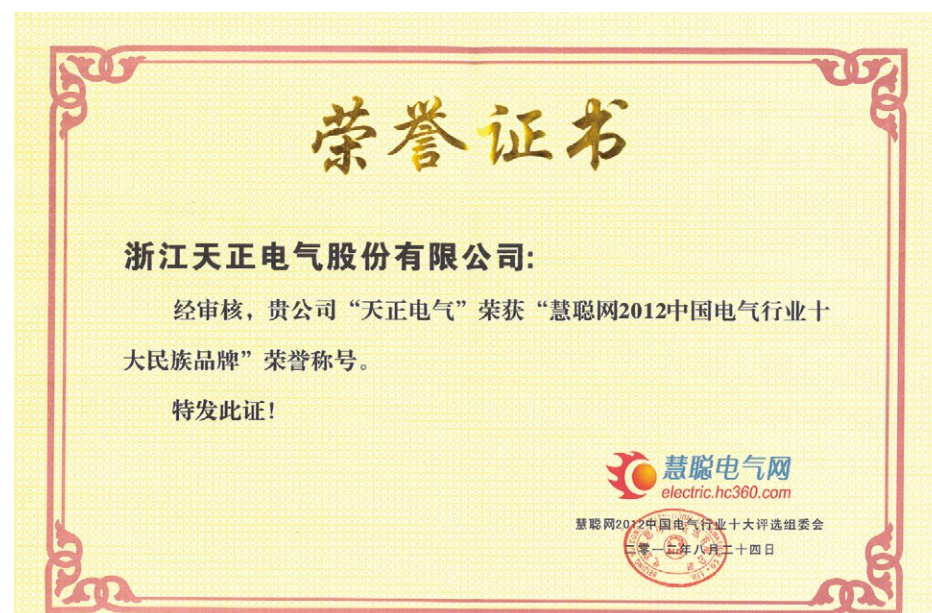 荣誉证书
浙江天正电气股份有限公司:
经审核，贵公司“天正电气”荣获“慧聪网2012中国电气行业十
大民族品牌”荣誉称号。
特发此证！
慧聪电气网
electric.hc360.com
慧聪网2012中国电气行业十大评选组委会
二零一二年八月二十四日